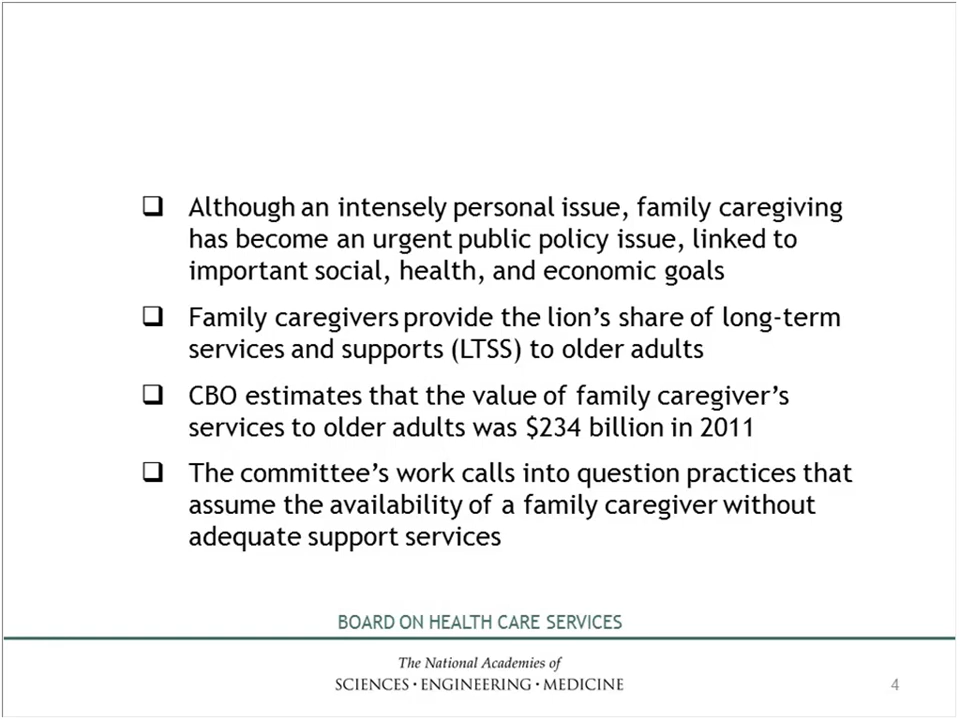 ❑ Although an intensely personal issue, family caregiving
has become an urgent public policy issue, linked to
important social, health, and economic goals
❑ Family caregivers provide the lion’s share of long-term
services and supports (LTSS) to older adults
❑ CBO estimates that the value of family caregiver’s
services to older adults was $234 billion in 2011
❑ The committee’s work calls into question practices that
assume the availability of a family caregiver without
adequate support services
BOARD ON HEALTH CARE SERVICES
The National Academies of
SCIENCES · ENGINEERING · MEDICINE
4